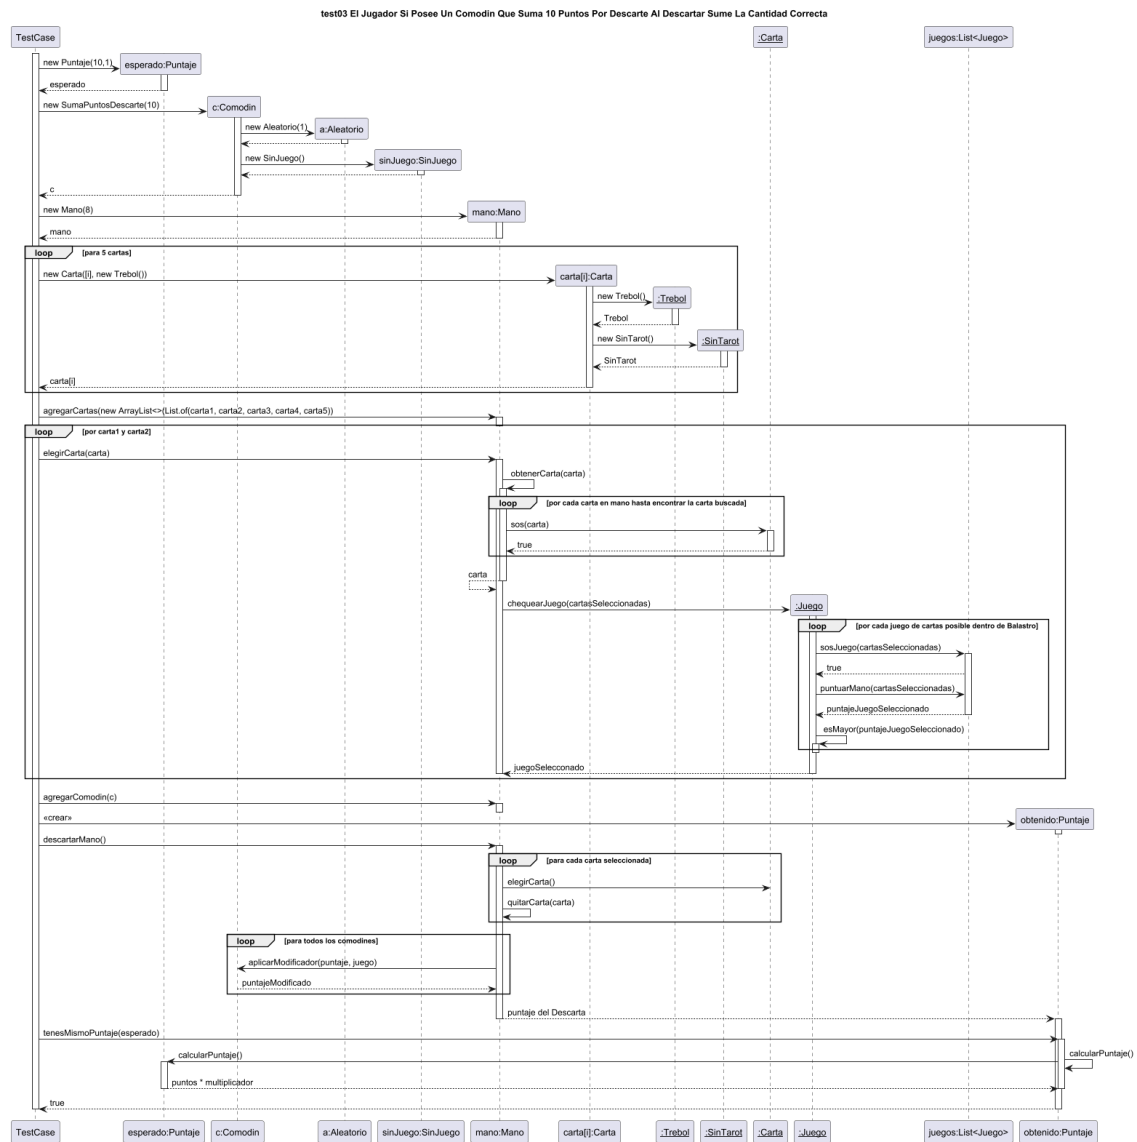 test03 El Jugador Si Posee Un Comodin Que Suma 10 Puntos Por Descarte Al Descartar Sume La Cantidad Correcta
TestCase
:Carta
juegos:List<Juego>
new Puntaje(10,1)
esperado:Puntaje
esperado
new SumaPuntosDescarte(10)
c:Comodin
new Aleatorio(1)
a:Aleatorio
new SinJuego()
sinJuego:SinJuego
c
new Mano(8)
mano:Mano
mano
loop [para 5 cartas]
new Carta([i], new Trebol())
carta[i]:Carta
new Trebol()
:Trebol
Trebol
new SinTarot()
:SinTarot
SinTarot
carta[i]
agregarCartas(new ArrayList<>(List.of(carta1, carta2, carta3, carta4, carta5))
loop [por carta1 y carta2]
elegirCarta(carta)
obtenerCarta(carta)
loop [por cada carta en mano hasta encontrar la carta buscada]
sos(carta)
true
carta
chequearJuego(cartasSeleccionadas)
:Juego
loop [por cada juego de cartas posible dentro de Balastro]
sosJuego(cartasSeleccionadas)
true
puntuarMano(cartasSeleccionadas)
puntajeJuegoSeleccionado
esMayor(puntajeJuegoSeleccionado)
juegoSelecconado
agregarComodin(c)
«crear»
obtenido:Puntaje
descartarMano()
loop [para cada carta seleccionada]
elegirCarta()
quitarCarta(carta)
loop [para todos los comodines]
aplicarModificador(puntaje, juego)
puntajeModificado
puntaje del Descarta
tenesMismoPuntaje(esperado)
calcularPuntaje()
calcularPuntaje()
puntos * multiplicador
true
TestCase
esperado:Puntaje
c:Comodin
a:Aleatorio
sinJuego:SinJuego
mano:Mano
carta[i]:Carta
:Trebol
:SinTarot
:Carta
:Juego
juegos:List<Juego>
obtenido:Puntaje